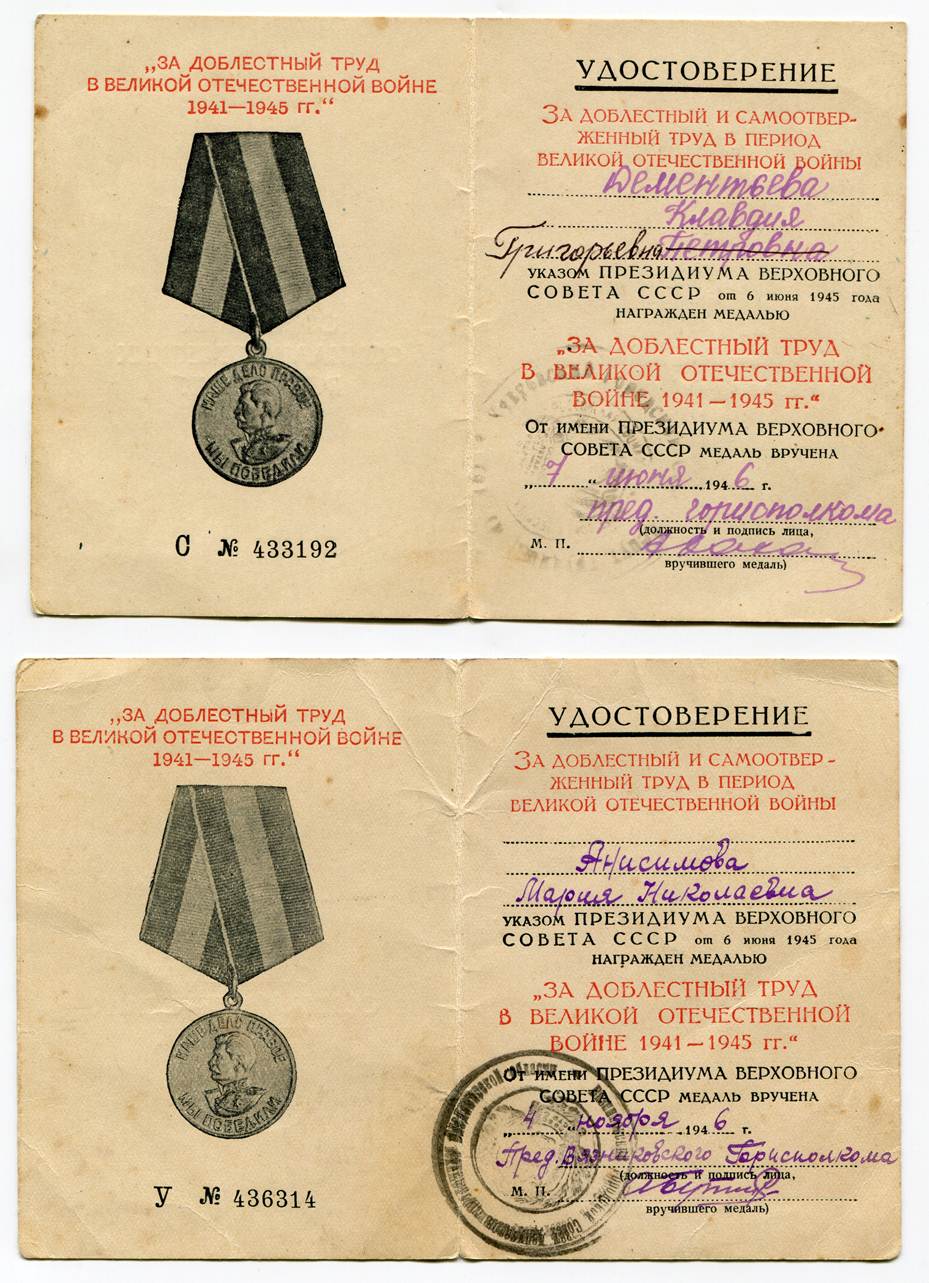 „ЗА ДОБЛЕСТНЫЙ ТРУД
В ВЕЛИКОЙ ОТЕЧЕСТВЕННОЙ ВОЙНЕ
1941—1945 гг.“
НАШЕ ДЕЛО ПРАВОЕ
МЫ ПОБЕДИЛИ
С № 433192
УДОСТОВЕРЕНИЕ
ЗА ДОБЛЕСТНЫЙ И САМООТВЕР-
ЖЕННЫЙ ТРУД В ПЕРИОД
ВЕЛИКОЙ ОТЕЧЕСТВЕННОЙ ВОЙНЫ
Дементьева
Клавдия
Григорьевна Петровна
УКАЗОМ ПРЕЗИДИУМА ВЕРХОВНОГО
СОВЕТА СССР от 6 июня 1945 года
НАГРАЖДЕН МЕДАЛЬЮ
„ЗА ДОБЛЕСТНЫЙ ТРУД
В ВЕЛИКОЙ ОТЕЧЕСТВЕННОЙ
ВОЙНЕ 1941—1945 гг.“
От имени ПРЕЗИДИУМА ВЕРХОВНОГО
СОВЕТА СССР МЕДАЛЬ ВРУЧЕНА
„7“ июня 1946 г.
пред. горисполкома
(должность и подпись лица,
М. П.
вручившего медаль)
„ЗА ДОБЛЕСТНЫЙ ТРУД
В ВЕЛИКОЙ ОТЕЧЕСТВЕННОЙ ВОЙНЕ
1941—1945 гг.“
НАШЕ ДЕЛО ПРАВОЕ
МЫ ПОБЕДИЛИ
У № 436314
УДОСТОВЕРЕНИЕ
ЗА ДОБЛЕСТНЫЙ И САМООТВЕР-
ЖЕННЫЙ ТРУД В ПЕРИОД
ВЕЛИКОЙ ОТЕЧЕСТВЕННОЙ ВОЙНЫ
Анисимова
Мария Николаевна
УКАЗОМ ПРЕЗИДИУМА ВЕРХОВНОГО
СОВЕТА СССР от 6 июня 1945 года
НАГРАЖДЕН МЕДАЛЬЮ
„ЗА ДОБЛЕСТНЫЙ ТРУД
В ВЕЛИКОЙ ОТЕЧЕСТВЕННОЙ
ВОЙНЕ 1941—1945 гг.“
От имени ПРЕЗИДИУМА ВЕРХОВНОГО
СОВЕТА СССР МЕДАЛЬ ВРУЧЕНА
„4“ ноября 1946 г.
Пред. Вязниковского Горисполкома
(должность и подпись лица,
М. П.
вручившего медаль)